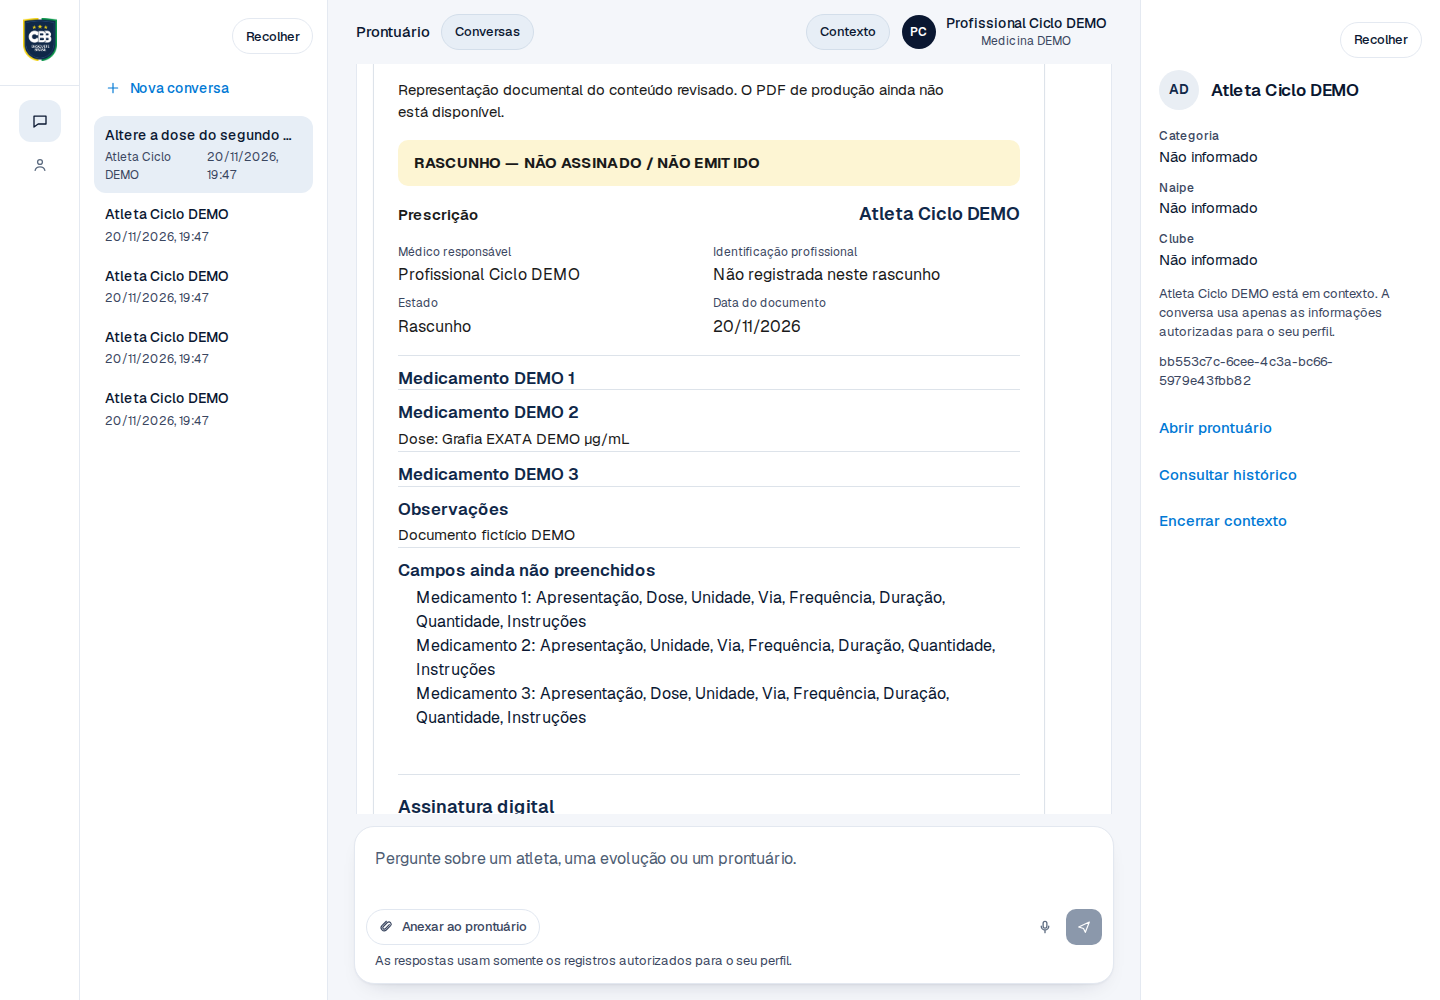 CBB
Recolher
Nova conversa
Altere a dose do segundo ...
Atleta Ciclo DEMO
20/11/2026, 19:47
Atleta Ciclo DEMO
20/11/2026, 19:47
Atleta Ciclo DEMO
20/11/2026, 19:47
Atleta Ciclo DEMO
20/11/2026, 19:47
Atleta Ciclo DEMO
20/11/2026, 19:47
Prontuário
Conversas
Contexto
PC
Profissional Ciclo DEMO
Medicina DEMO
Representação documental do conteúdo revisado. O PDF de produção ainda não
está disponível.
RASCUNHO — NÃO ASSINADO / NÃO EMITIDO
Prescrição
Atleta Ciclo DEMO
Médico responsável
Profissional Ciclo DEMO
Identificação profissional
Não registrada neste rascunho
Estado
Rascunho
Data do documento
20/11/2026
Medicamento DEMO 1
Medicamento DEMO 2
Dose: Grafia EXATA DEMO µg/mL
Medicamento DEMO 3
Observações
Documento fictício DEMO
Campos ainda não preenchidos
Medicamento 1: Apresentação, Dose, Unidade, Via, Frequência, Duração,
Quantidade, Instruções
Medicamento 2: Apresentação, Unidade, Via, Frequência, Duração, Quantidade,
Instruções
Medicamento 3: Apresentação, Dose, Unidade, Via, Frequência, Duração,
Quantidade, Instruções
Assinatura digital
Pergunte sobre um atleta, uma evolução ou um prontuário.
Anexar ao prontuário
As respostas usam somente os registros autorizados para o seu perfil.
Recolher
AD
Atleta Ciclo DEMO
Categoria
Não informado
Naipe
Não informado
Clube
Não informado
Atleta Ciclo DEMO está em contexto. A
conversa usa apenas as informações
autorizadas para o seu perfil.
bb553c7c-6cee-4c3a-bc66-
5979e43fbb82
Abrir prontuário
Consultar histórico
Encerrar contexto